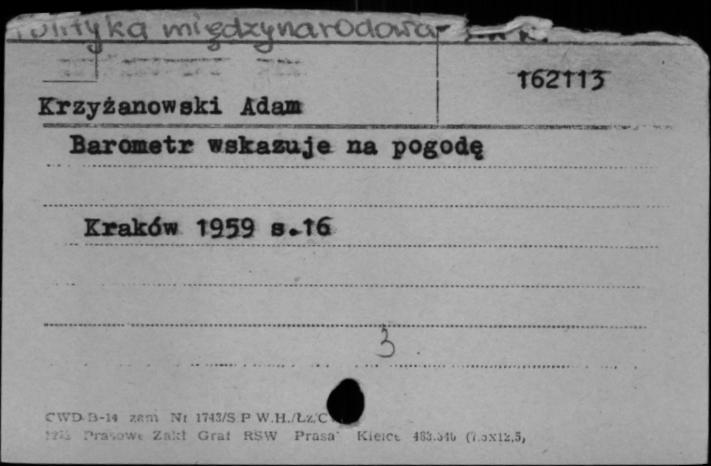 Polityka międzynarodowa
162113
Krzyżanowski Adam
Barometr wskazuje na pogodę
Kraków 1959 s.16
3
CWD B-14 zam Nr 1743/S P W.H./Lz.C
Prasowe Zakł Graf RSW Prasa Kielce